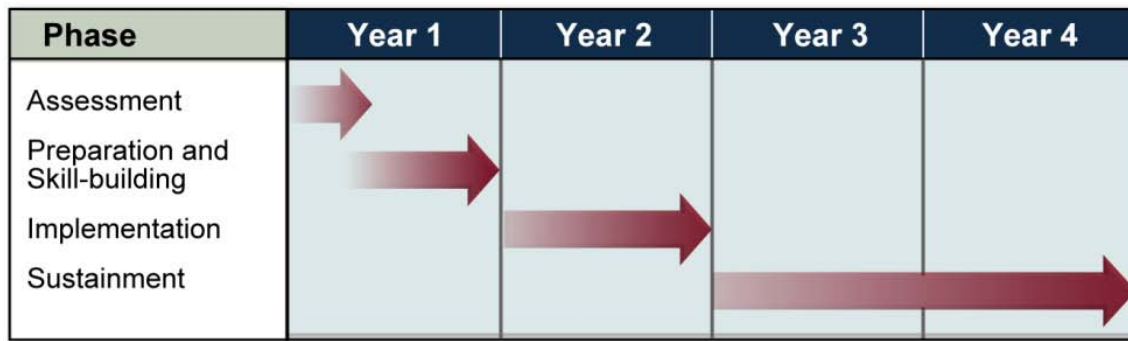 Phase Year 1 Year 2 Year 3 Year 4
Assessment
Preparation and
Skill-building
Implementation
Sustainment